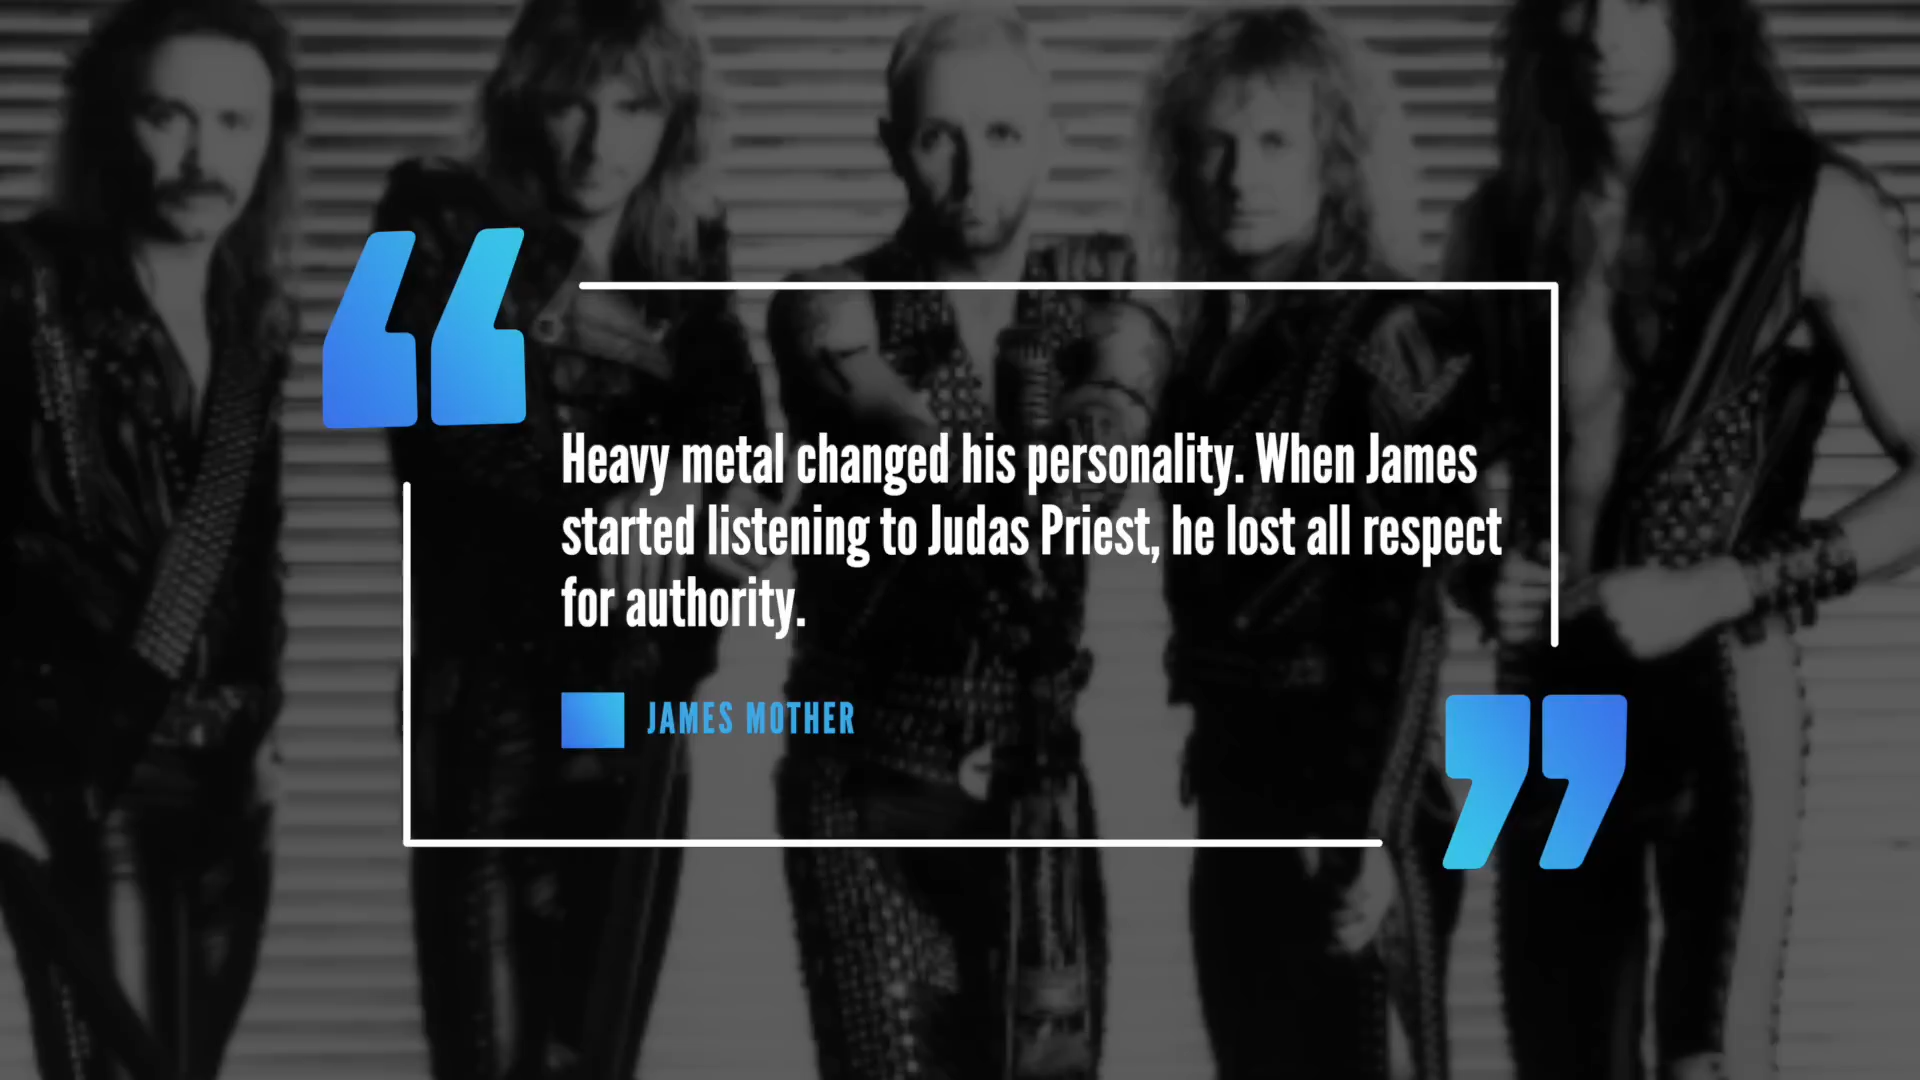 Heavy metal changed his personality. When James
started listening to Judas Priest, he lost all respect
for authority.
JAMES MOTHER